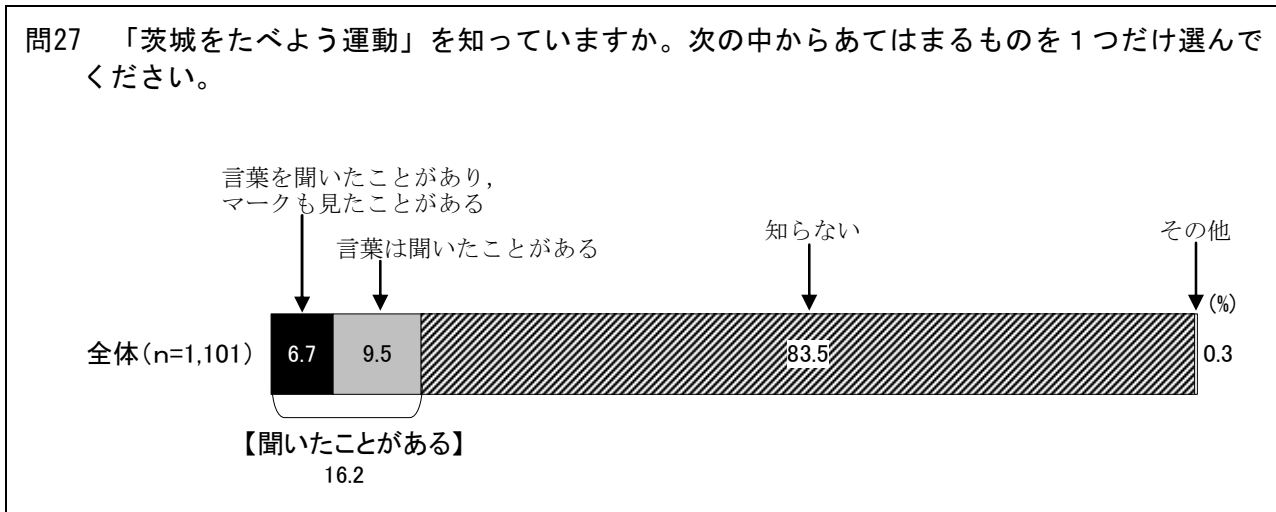 問27　「茨城をたべよう運動」を知っていますか。次の中からあてはまるものを１つだけ選んで
ください。
言葉を聞いたことがあり，
マークも見たことがある
言葉は聞いたことがある
知らない
その他
(%)
全体(n=1,101)
6.7
9.5
83.5
0.3
【聞いたことがある】
16.2